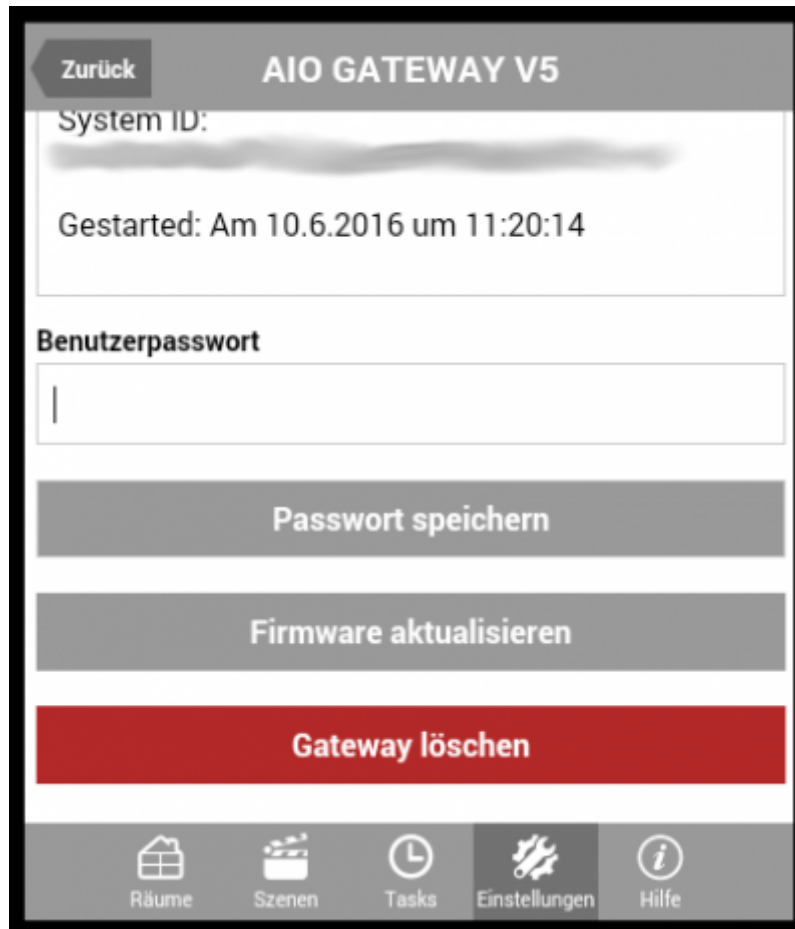 Zurück
AIO GATEWAY V5
System ID:
Gestarted: Am 10.6.2016 um 11:20:14
Benutzerpasswort
Passwort speichern
Firmware aktualisieren
Gateway löschen
Räume
Szenen
Tasks
Einstellungen
Hilfe